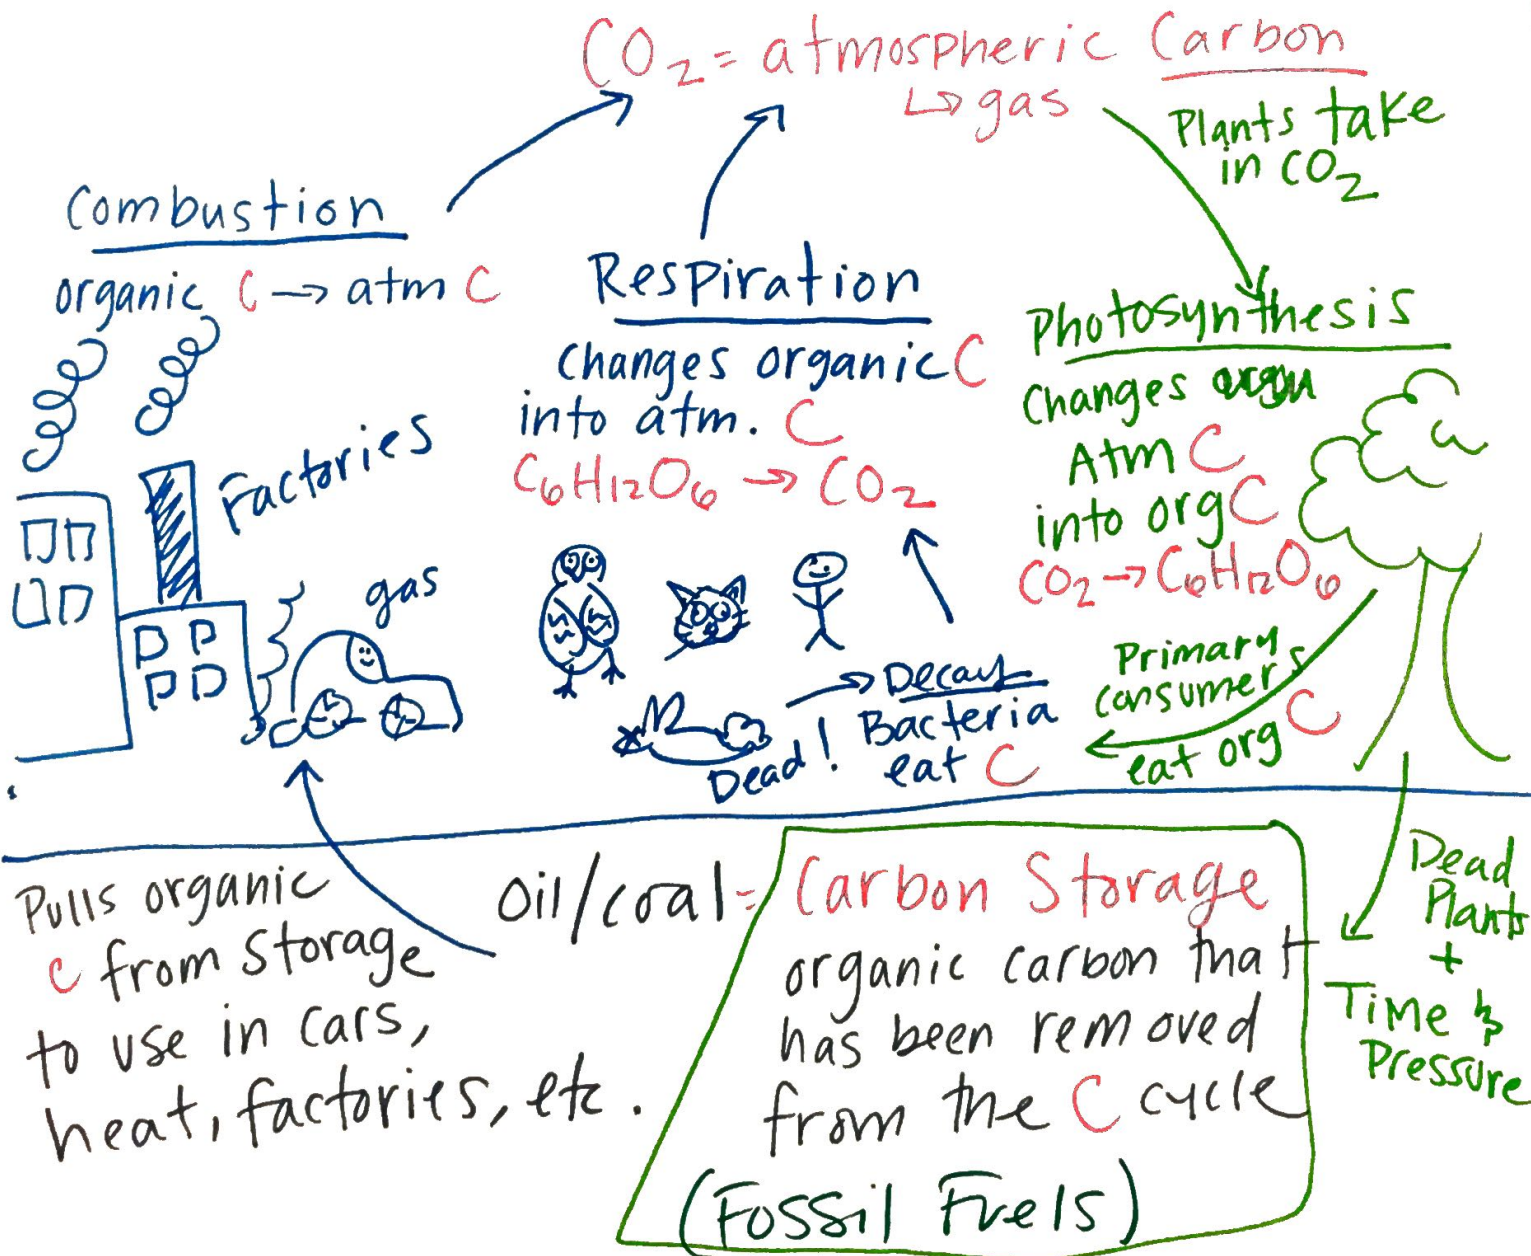 CO₂ = atmospheric Carbon
↳ gas
Plants take
in CO₂
Combustion
organic C → atm C
Factories
gas
Respiration
Changes organic C
into atm. C
C₆H₁₂O₆ → CO₂
Photosynthesis
Changes
Atm C
into org C
CO₂ → C₆H₁₂O₆
Primary
consumers
eat org C
Dead!
→ Decay
Bacteria
eat C
Pulls organic
C from Storage
to use in cars,
heat, factories, etc.
Oil/coal = Carbon Storage
organic carbon that
has been removed
from the C cycle
(Fossil Fuels)
Dead
Plants
+
Time &
Pressure